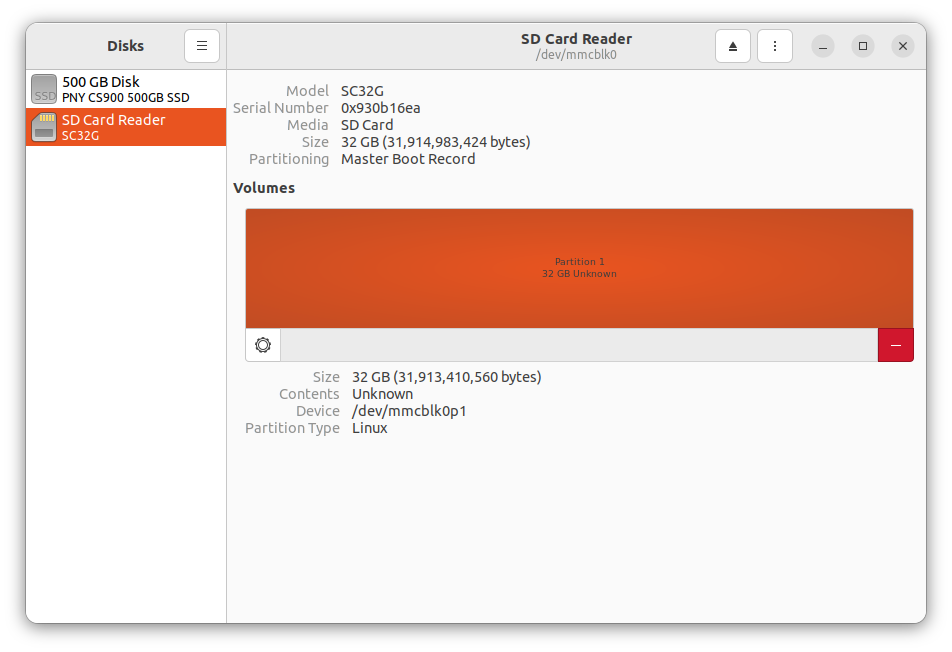 Disks
SD Card Reader
/dev/mmcblk0
500 GB Disk
PNY CS900 500GB SSD
SSD
SD Card Reader
SC32G
Model SC32G
Serial Number 0x930b16ea
Media SD Card
Size 32 GB (31,914,983,424 bytes)
Partitioning Master Boot Record
Volumes
Partition 1
32 GB Unknown
Size 32 GB (31,913,410,560 bytes)
Contents Unknown
Device /dev/mmcblk0p1
Partition Type Linux